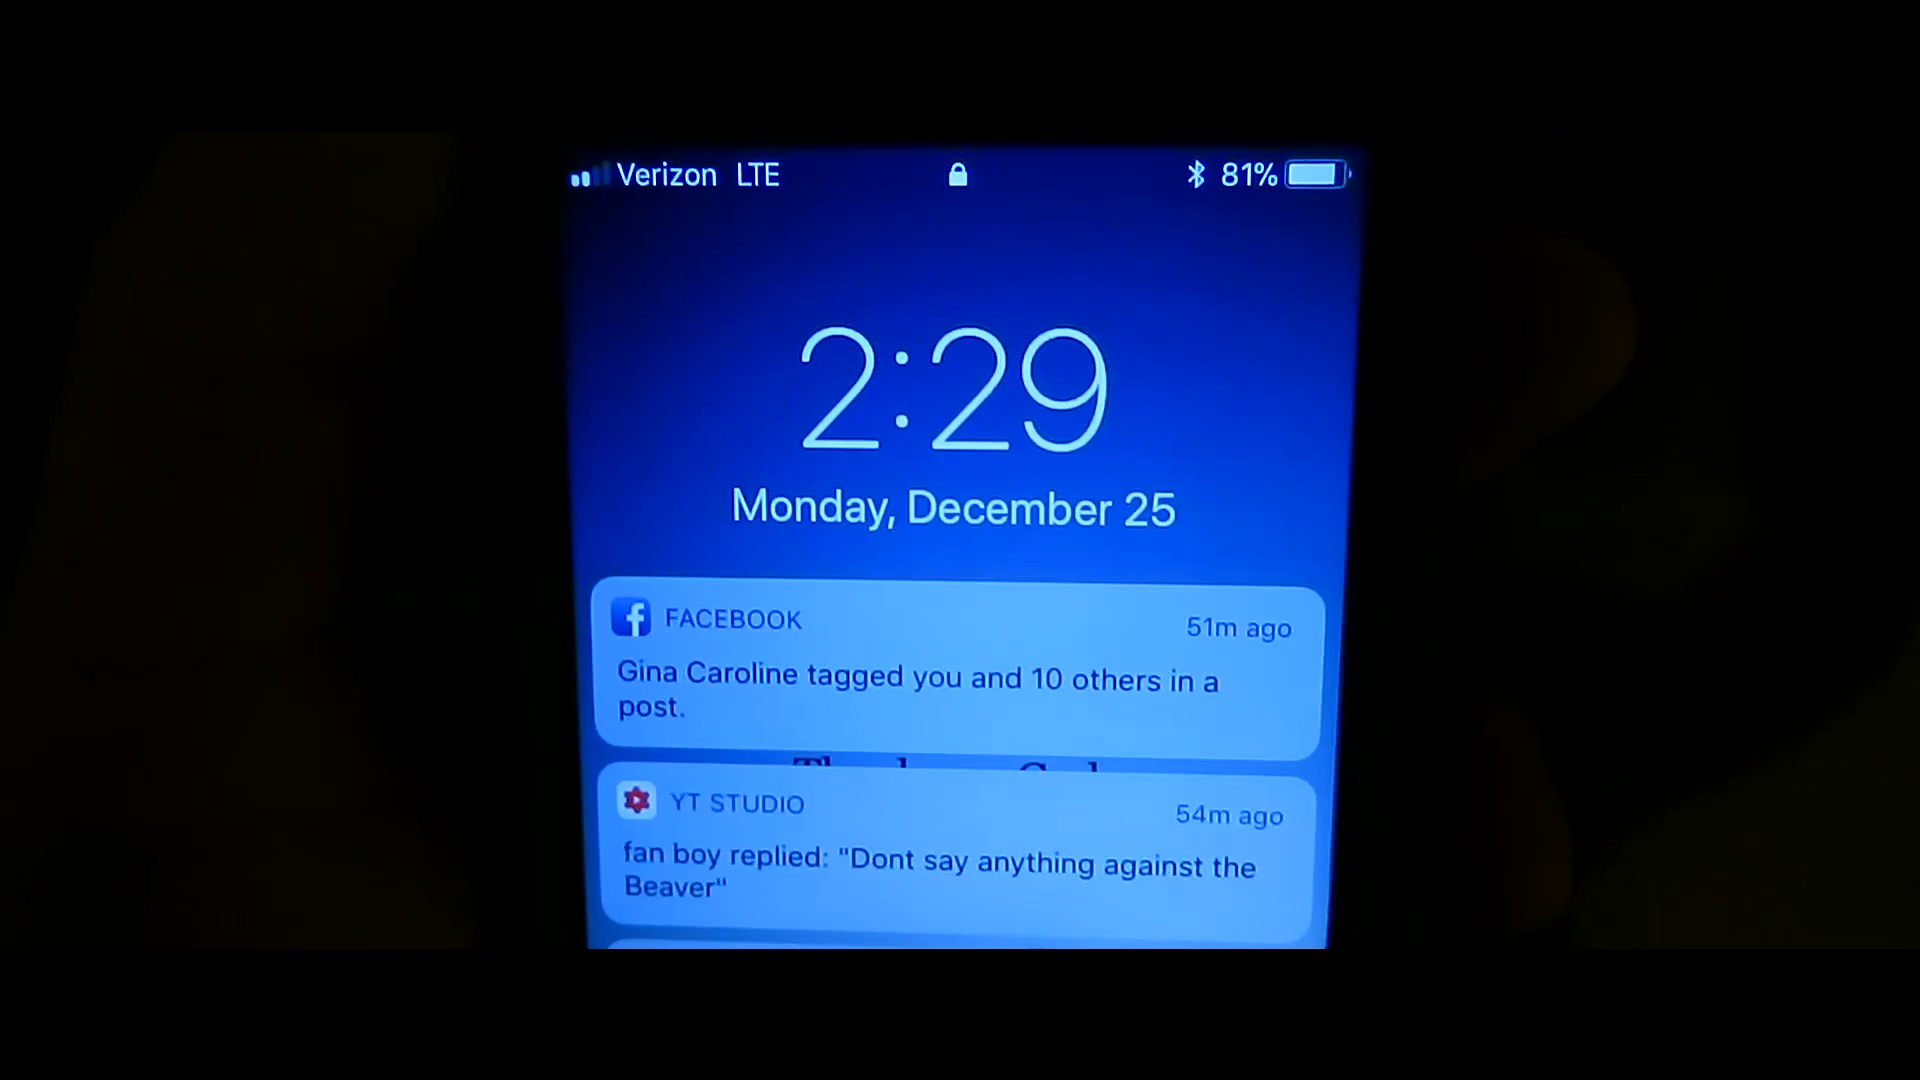 Verizon LTE 81%
2:29
Monday, December 25
FACEBOOK 51m ago
Gina Caroline tagged you and 10 others in a
post.
YT STUDIO 54m ago
fan boy replied: "Dont say anything against the
Beaver"